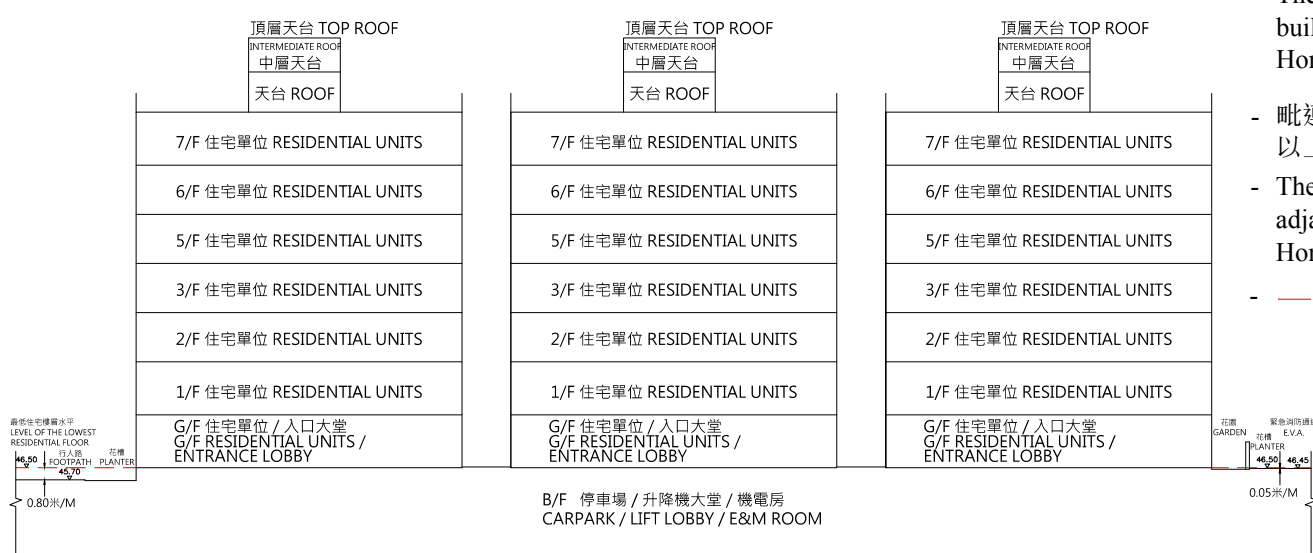 頂層天台 TOP ROOF
INTERMEDIATE ROOF
中層天台
天台 ROOF
7/F 住宅單位 RESIDENTIAL UNITS
6/F 住宅單位 RESIDENTIAL UNITS
5/F 住宅單位 RESIDENTIAL UNITS
3/F 住宅單位 RESIDENTIAL UNITS
2/F 住宅單位 RESIDENTIAL UNITS
1/F 住宅單位 RESIDENTIAL UNITS
G/F 住宅單位 / 入口大堂
G/F RESIDENTIAL UNITS /
ENTRANCE LOBBY
頂層天台 TOP ROOF
INTERMEDIATE ROOF
中層天台
天台 ROOF
7/F 住宅單位 RESIDENTIAL UNITS
6/F 住宅單位 RESIDENTIAL UNITS
5/F 住宅單位 RESIDENTIAL UNITS
3/F 住宅單位 RESIDENTIAL UNITS
2/F 住宅單位 RESIDENTIAL UNITS
1/F 住宅單位 RESIDENTIAL UNITS
G/F 住宅單位 / 入口大堂
G/F RESIDENTIAL UNITS /
ENTRANCE LOBBY
頂層天台 TOP ROOF
INTERMEDIATE ROOF
中層天台
天台 ROOF
7/F 住宅單位 RESIDENTIAL UNITS
6/F 住宅單位 RESIDENTIAL UNITS
5/F 住宅單位 RESIDENTIAL UNITS
3/F 住宅單位 RESIDENTIAL UNITS
2/F 住宅單位 RESIDENTIAL UNITS
1/F 住宅單位 RESIDENTIAL UNITS
G/F 住宅單位 / 入口大堂
G/F RESIDENTIAL UNITS /
ENTRANCE LOBBY
最低住宅樓層水平
LEVEL OF THE LOWEST
RESIDENTIAL FLOOR
46.50
行人路
FOOTPATH
45.70
花槽
PLANTER
0.80米/M
B/F 停車場 / 升降機大堂 / 機電房
CARPARK / LIFT LOBBY / E&M ROOM
花園
GARDEN
花槽
PLANTER
46.50
緊急消防通道
E.V.A.
46.45
0.05米/M
- 毗
以
- The